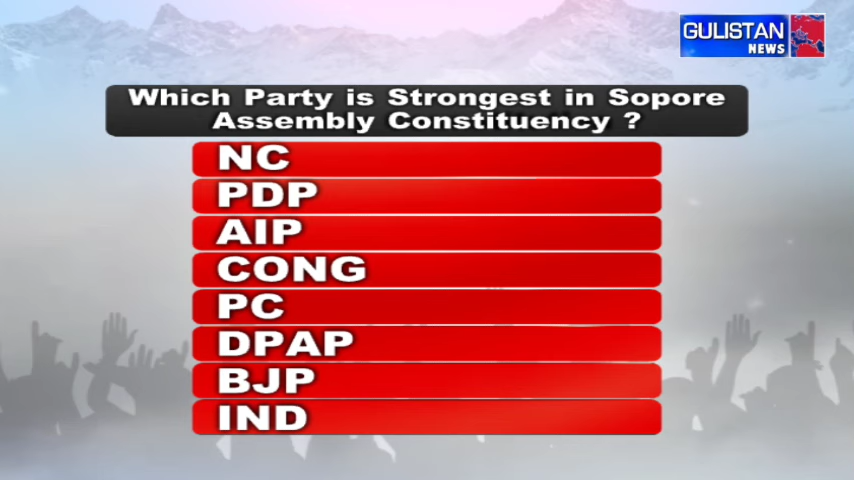 GULISTAN
NEWS
Which Party is Strongest in Sopore
Assembly Constituency ?
NC
PDP
AIP
CONG
PC
DPAP
BJP
IND